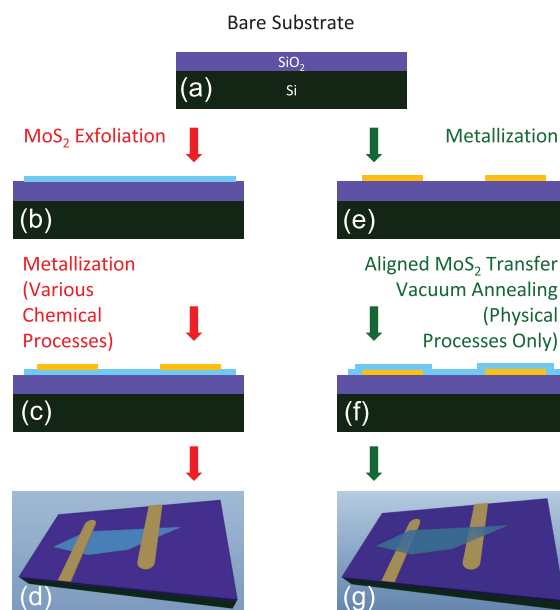 Bare Substrate
SiO₂
(a)
Si
MoS₂ Exfoliation
Metallization
(b)
(e)
Metallization
(Various
Chemical
Processes)
Aligned MoS₂ Transfer
Vacuum Annealing
(Physical
Processes Only)
(c)
(f)
(d)
(g)